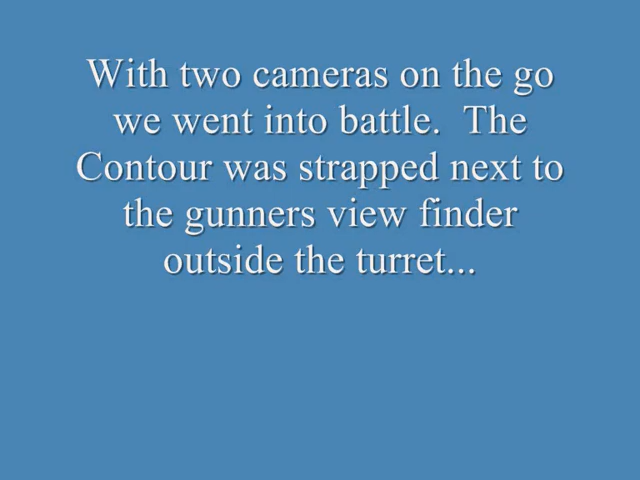 With two cameras on the go
we went into battle.  The
Contour was strapped next to
the gunners view finder
outside the turret...